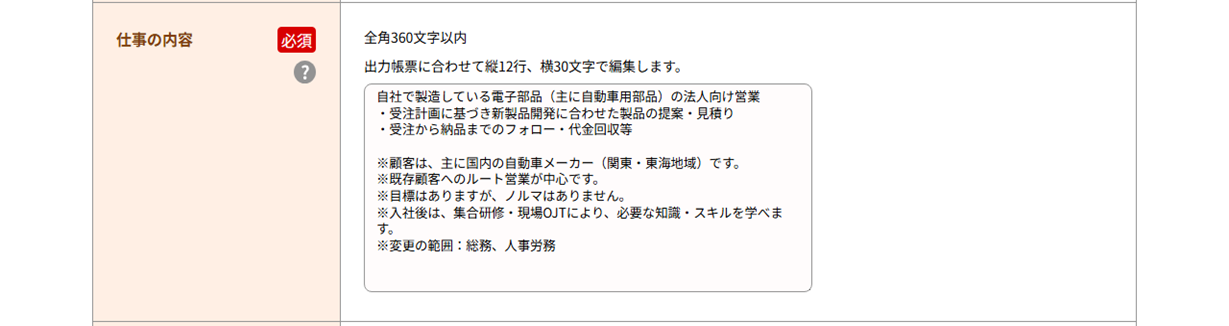 仕事の内容
必須
?
全角360文字以内
出力帳票に合わせて縦12行、横30文字で編集します。
自社で製造している電子部品（主に自動車用部品）の法人向け営業
・受注計画に基づき新製品開発に合わせた製品の提案・見積り
・受注から納品までのフォロー・代金回収等
※顧客は、主に国内の自動車メーカー（関東・東海地域）です。
※既存顧客へのルート営業が中心です。
※目標はありますが、ノルマはありません。
※入社後は、集合研修・現場OJTにより、必要な知識・スキルを学べま
す。
※変更の範囲：総務、人事労務